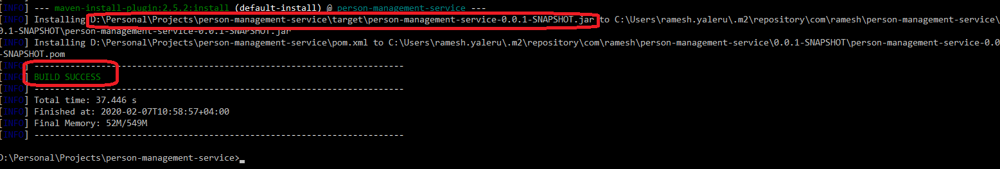 [INFO] --- maven-install-plugin:2.5.2:install (default-install) @ person-management-service ---
[INFO] Installing D:\Personal\Projects\person-management-service\target\person-management-service-0.0.1-SNAPSHOT.jar to C:\Users\ramesh.yaleru\.m2\repository\com\ramesh\person-management-service\
0.0.1-SNAPSHOT\person-management-service-0.0.1-SNAPSHOT.jar
[INFO] Installing D:\Personal\Projects\person-management-service\pom.xml to C:\Users\ramesh.yaleru\.m2\repository\com\ramesh\person-management-service\0.0.1-SNAPSHOT\person-management-service-0.0
-SNAPSHOT.pom
[INFO] ------------------------------------------------------------------------
[INFO] BUILD SUCCESS
[INFO] ------------------------------------------------------------------------
[INFO] Total time: 37.446 s
[INFO] Finished at: 2020-02-07T10:58:57+04:00
[INFO] Final Memory: 52M/549M
[INFO] ------------------------------------------------------------------------
D:\Personal\Projects\person-management-service>